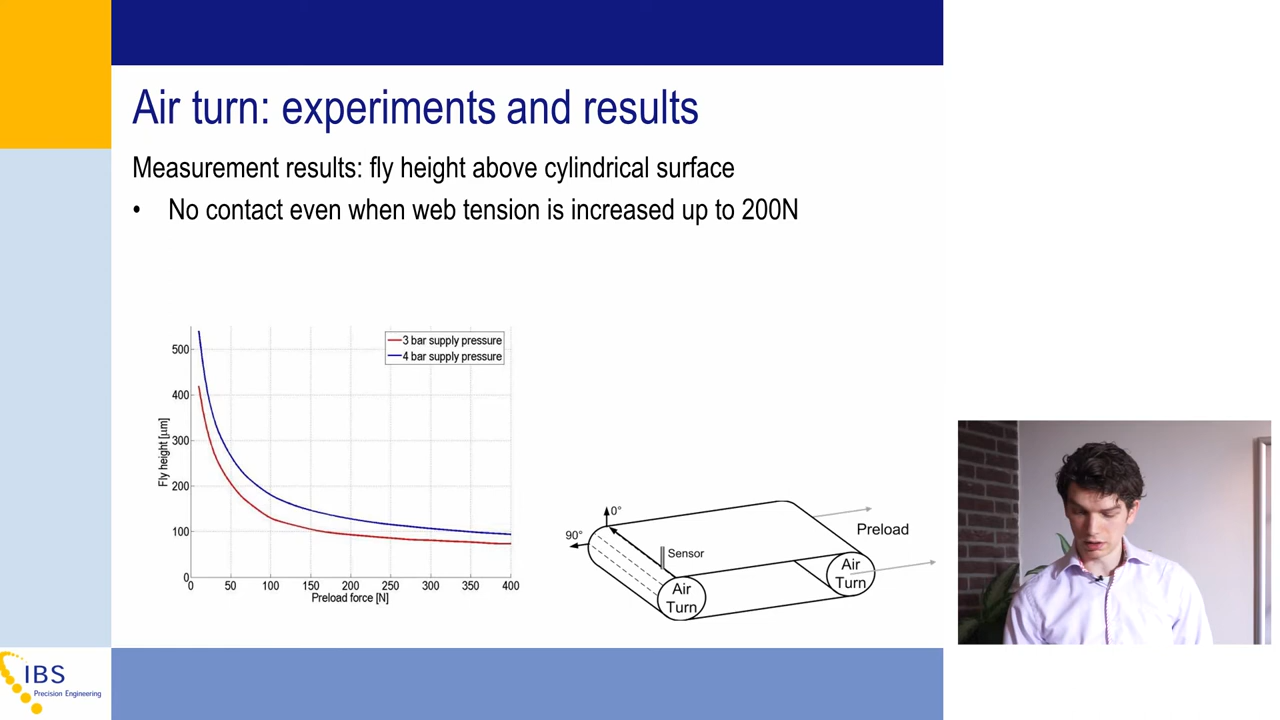 Air turn: experiments and results
Measurement results: fly height above cylindrical surface
• No contact even when web tension is increased up to 200N
3 bar supply pressure
4 bar supply pressure
500
400
300
200
100
0
Fly height [µm]
0 50 100 150 200 250 300 350 400
Preload force [N]
0°
90°
Sensor
Preload
Air
Turn
Air
Turn
IBS
Precision Engineering